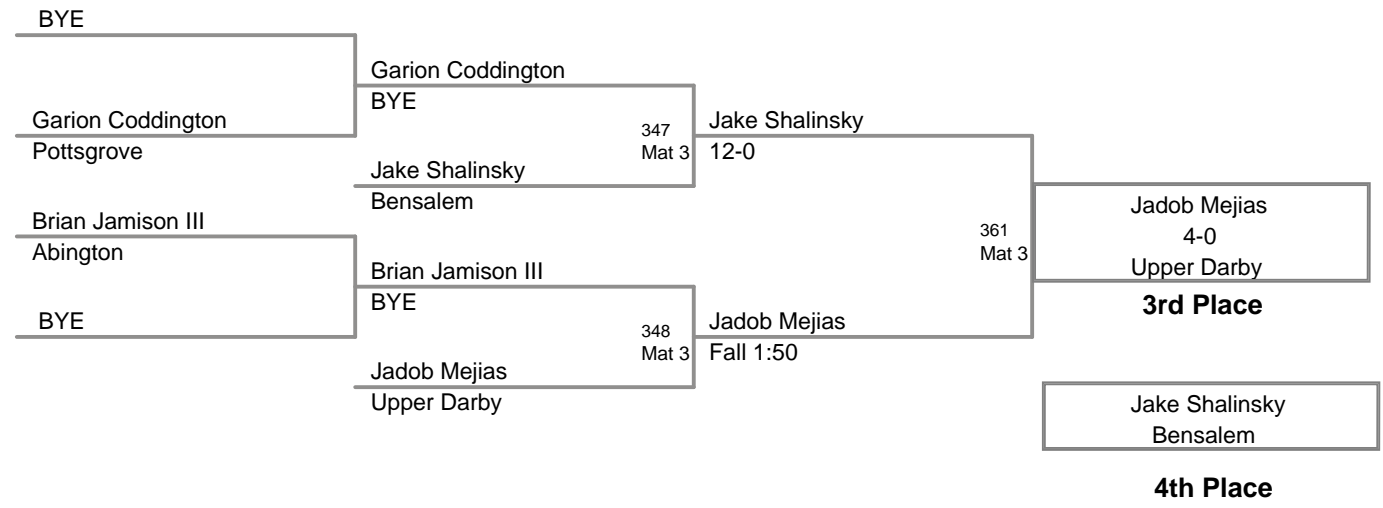 BYE
Garion Coddington
BYE
Garion Coddington
Pottsgrove
347
Mat 3
Jake Shalinsky
12-0
Jake Shalinsky
Bensalem
Brian Jamison III
Abington
361
Mat 3
Jadob Mejias
4-0
Upper Darby
3rd Place
Brian Jamison III
BYE
BYE
348
Mat 3
Jadob Mejias
Fall 1:50
Jadob Mejias
Upper Darby
Jake Shalinsky
Bensalem
4th Place